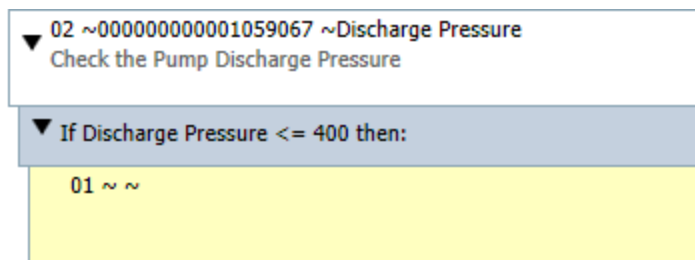 02 ~000000000001059067 ~Discharge Pressure
Check the Pump Discharge Pressure
If Discharge Pressure <= 400 then:
01 ~ ~